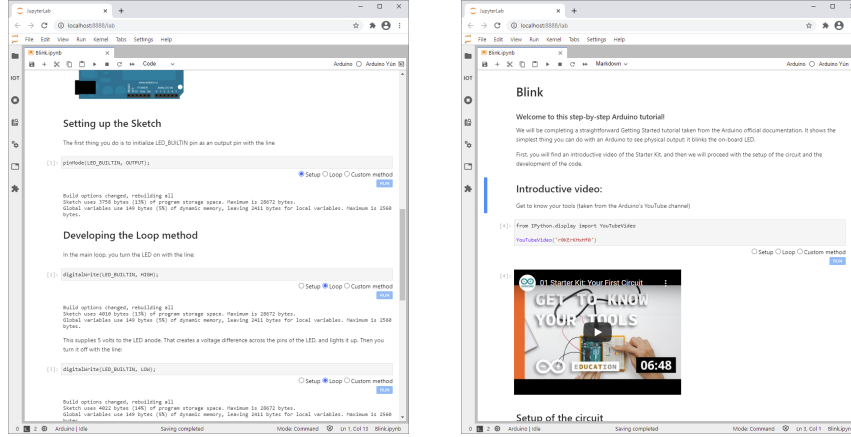 JupyterLab
localhost:8888/lab
File Edit View Run Kernel Tabs Settings Help
Blink.ipynb
Code
Arduino Arduino Yún
IOT
Setting up the Sketch
The first thing you do is to initialize LED_BUILTIN pin as an output pin with the line
[1]: pinMode(LED_BUILTIN, OUTPUT);
Setup Loop Custom method
RUN
Build options changed, rebuilding all
Sketch uses 3758 bytes (13%) of program storage space. Maximum is 28672 bytes.
Global variables use 149 bytes (5%) of dynamic memory, leaving 2411 bytes for local variables. Maximum is 2560
bytes.
Developing the Loop method
In the main loop, you turn the LED on with the line:
digitalWrite(LED_BUILTIN, HIGH);
Setup Loop Custom method
RUN
Build options changed, rebuilding all
Sketch uses 4010 bytes (13%) of program storage space. Maximum is 28672 bytes.
Global variables use 149 bytes (5%) of dynamic memory, leaving 2411 bytes for local variables. Maximum is 2560
bytes.
This supplies 5 volts to the LED anode. That creates a voltage difference across the pins of the LED, and lights it up. Then you
turn it off with the line:
[3]: digitalWrite(LED_BUILTIN, LOW);
Setup Loop Custom method
RUN
Build options changed, rebuilding all
Sketch uses 4022 bytes (14%) of program storage space. Maximum is 28672 bytes.
Global variables use 149 bytes (5%) of dynamic memory, leaving 2411 bytes for local variables. Maximum is 2560
bytes.
0 2 Arduino | Idle Saving completed Mode: Command Ln 1, Col 13 Blink.ipynb
JupyterLab
localhost:8888/lab
File Edit View Run Kernel Tabs Settings Help
Blink.ipynb
Markdown
Arduino Arduino Yún
IOT
Blink
Welcome to this step-by-step Arduino tutorial!
We will be completing a straightforward Getting Started tutorial taken from the Arduino official documentation. It shows the
simplest thing you can do with an Arduino to see physical output: it blinks the on-board LED.
First, you will find an introductive video of the Starter Kit, and then we will proceed with the setup of the circuit and the
development of the code.
Introductive video:
Get to know your tools (taken from the Arduino's YouTube channel)
[4]: from IPython.display import YouTubeVideo
Setup Loop Custom method
RUN
[4]:
01 Starter Kit: Your First Circuit
GET TO KNOW
YOUR TOOLS
EDUCATION
06:48
Setup of the circuit
0 2 Arduino | Idle Saving completed Mode: Command Ln 3, Col 1 Blink.ipyn